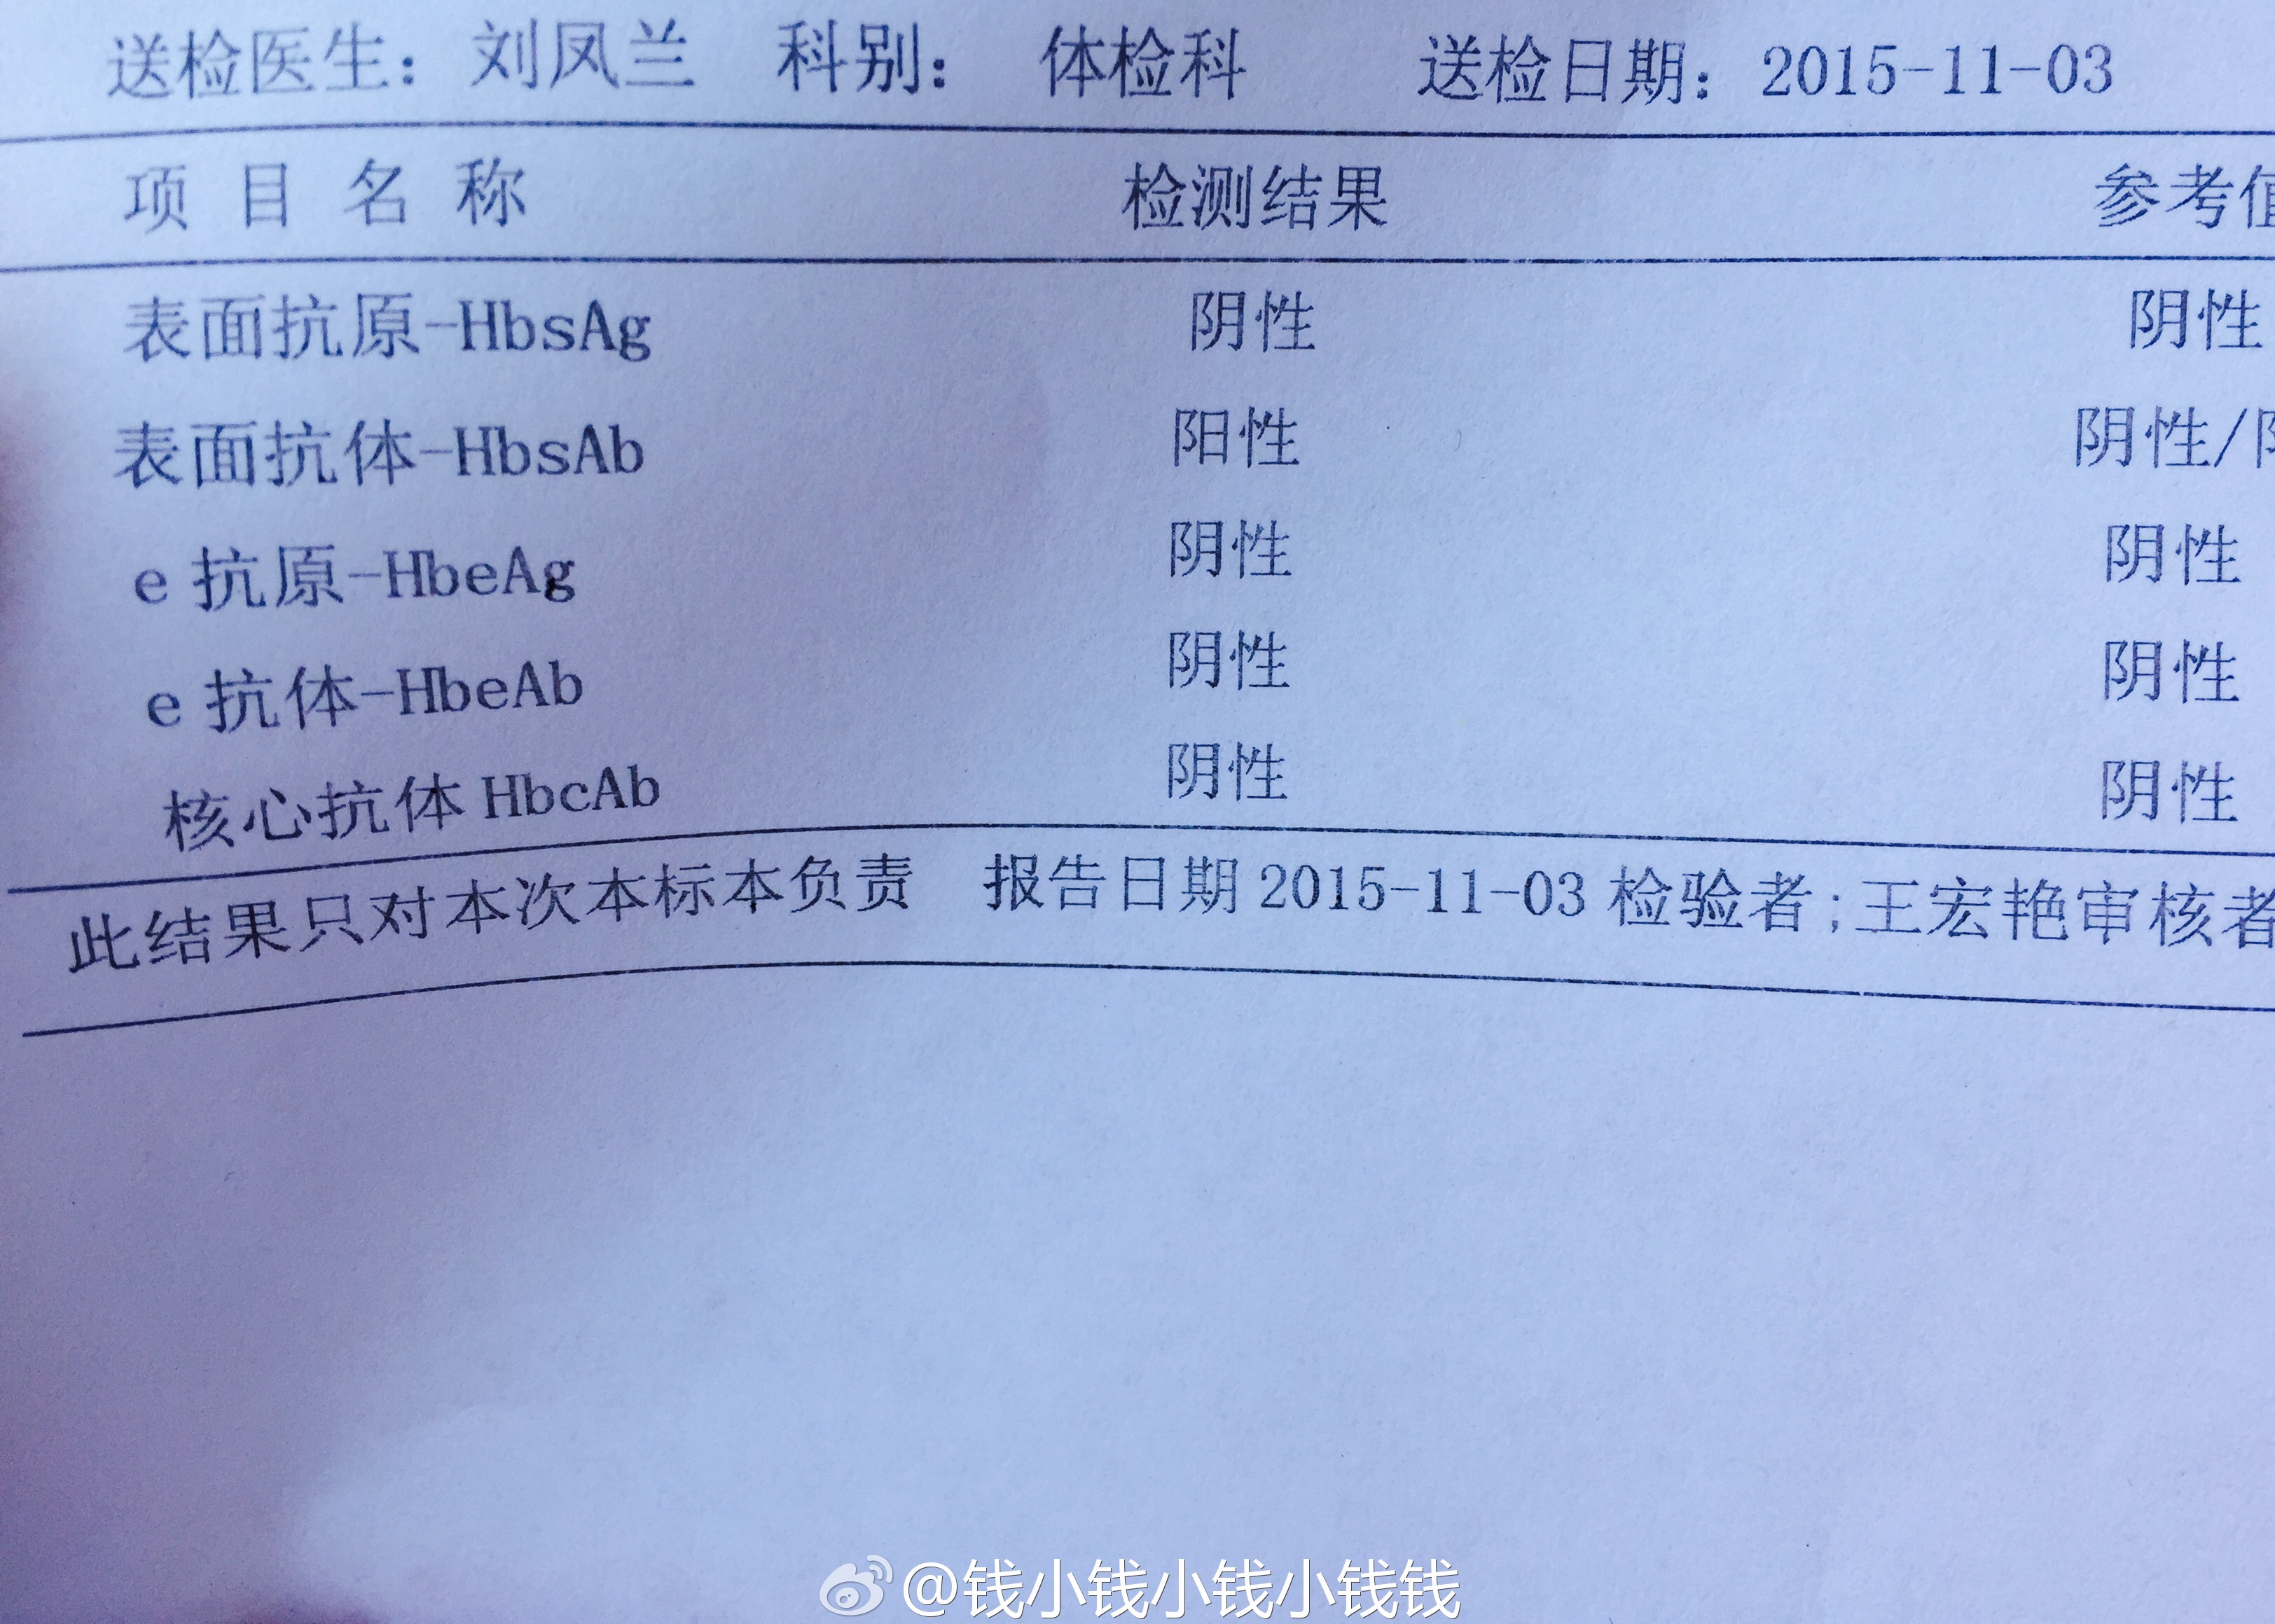 送检医生：刘凤兰 科别： 体检科 送检日期：2015-11-03
项 目 名 称 检测结果 参考值
表面抗原-HbsAg 阴性 阴性
表面抗体-HbsAb 阳性 阴性/阳
e 抗原-HbeAg 阴性 阴性
e 抗体-HbeAb 阴性 阴性
核心抗体 HbcAb 阴性 阴性
此结果只对本次本标本负责 报告日期 2015-11-03 检验者;王宏艳审核者
@钱小钱小钱小钱钱